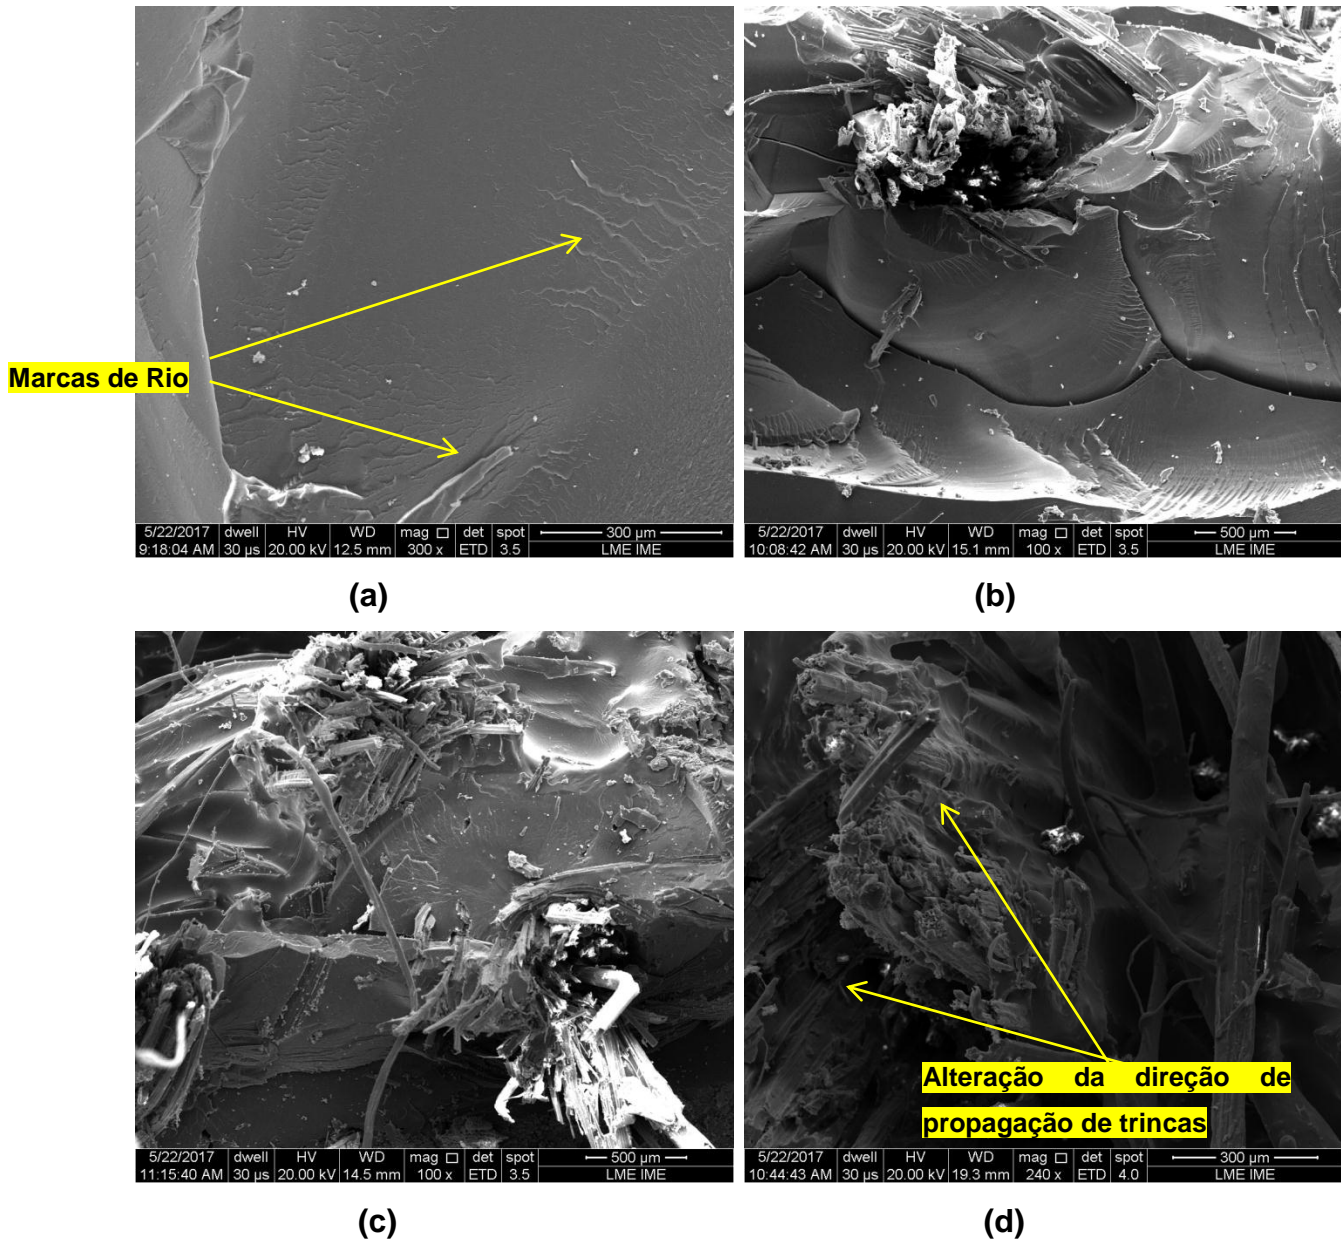 Marcas de Rio
5/22/2017 dwell HV WD mag □ det spot 300 µm
9:18:04 AM 30 µs 20.00 kV 12.5 mm 300 x ETD 3.5 LME IME
(a)
5/22/2017 dwell HV WD mag □ det spot 500 µm
10:08:42 AM 30 µs 20.00 kV 15.1 mm 100 x ETD 3.5 LME IME
(b)
5/22/2017 dwell HV WD mag □ det spot 500 µm
11:15:40 AM 30 µs 20.00 kV 14.5 mm 100 x ETD 3.5 LME IME
(c)
Alteração da direção de
propagação de trincas
5/22/2017 dwell HV WD mag □ det spot 300 µm
10:44:43 AM 30 µs 20.00 kV 19.3 mm 240 x ETD 4.0 LME IME
(d)